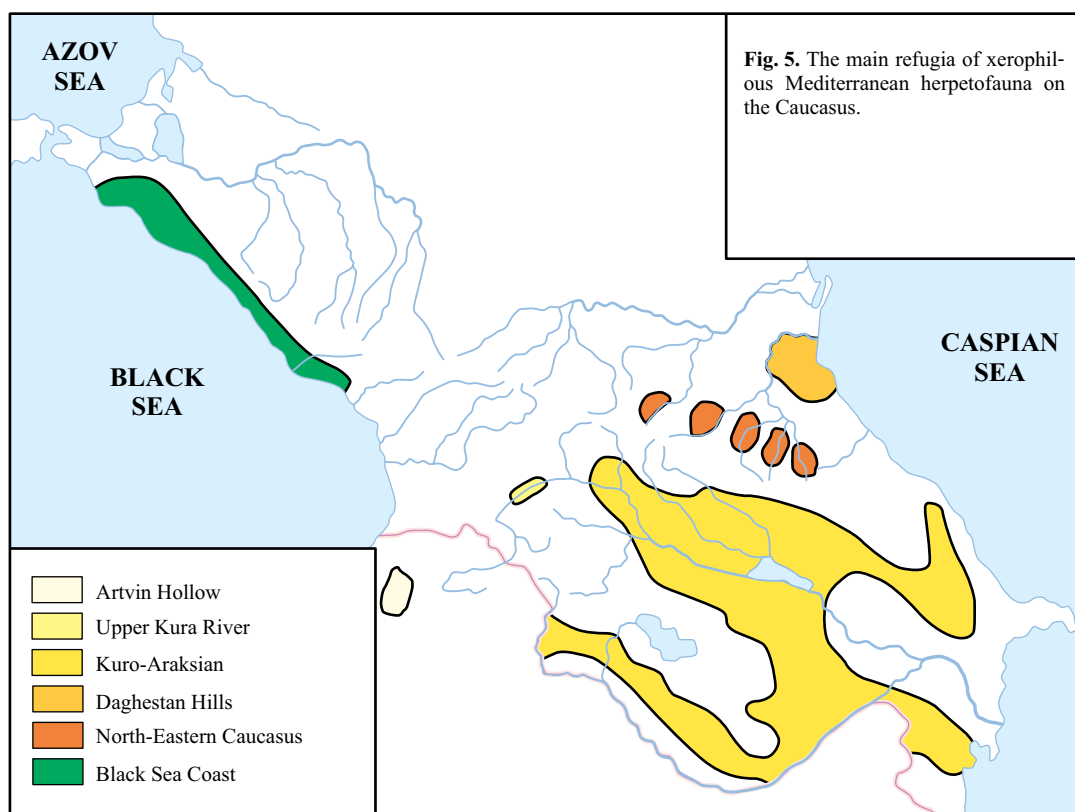 AZOV
SEA
Fig. 5. The main refugia of xerophil-
ous Mediterranean herpetofauna on
the Caucasus.
BLACK
SEA
CASPIAN
SEA
Artvin Hollow
Upper Kura River
Kuro-Araksian
Daghestan Hills
North-Eastern Caucasus
Black Sea Coast